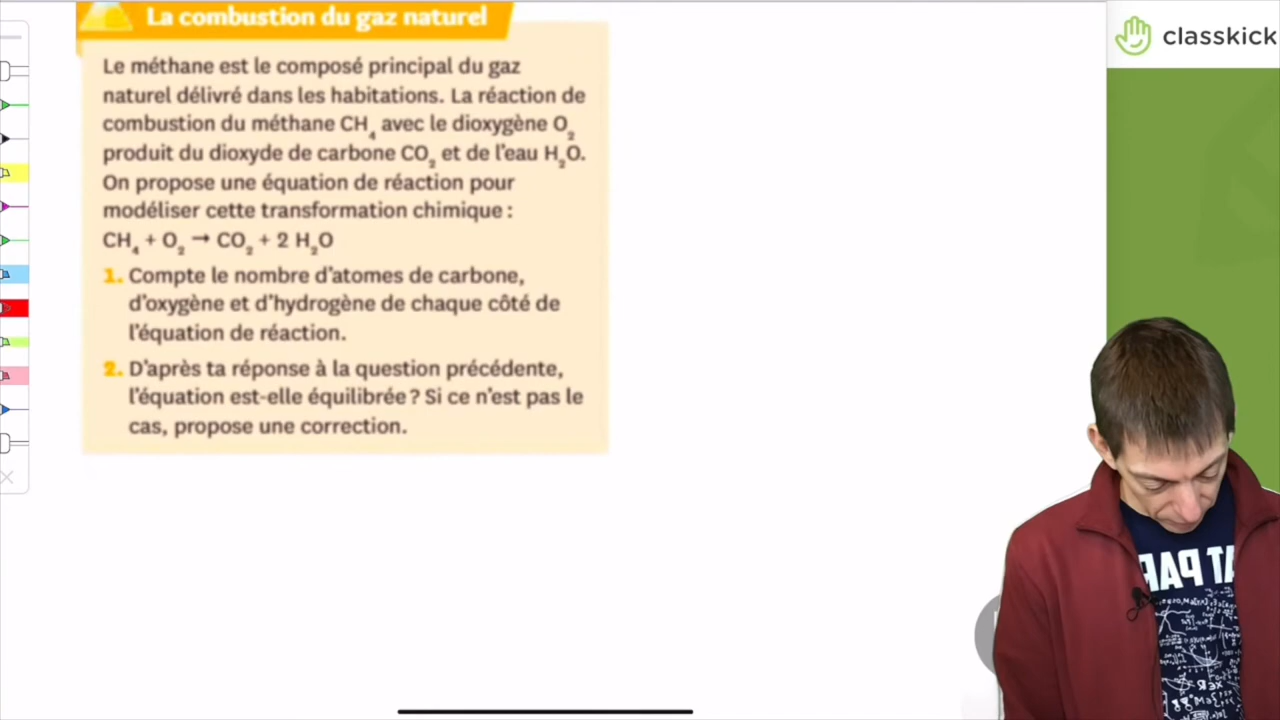 La combustion du gaz naturel
classkick
Le méthane est le composé principal du gaz
naturel délivré dans les habitations. La réaction de
combustion du méthane CH₄ avec le dioxygène O₂
produit du dioxyde de carbone CO₂ et de l'eau H₂O.
On propose une équation de réaction pour
modéliser cette transformation chimique :
CH₄ + O₂ → CO₂ + 2 H₂O
1. Compte le nombre d'atomes de carbone,
d'oxygène et d'hydrogène de chaque côté de
l'équation de réaction.
2. D'après ta réponse à la question précédente,
l'équation est-elle équilibrée ? Si ce n'est pas le
cas, propose une correction.